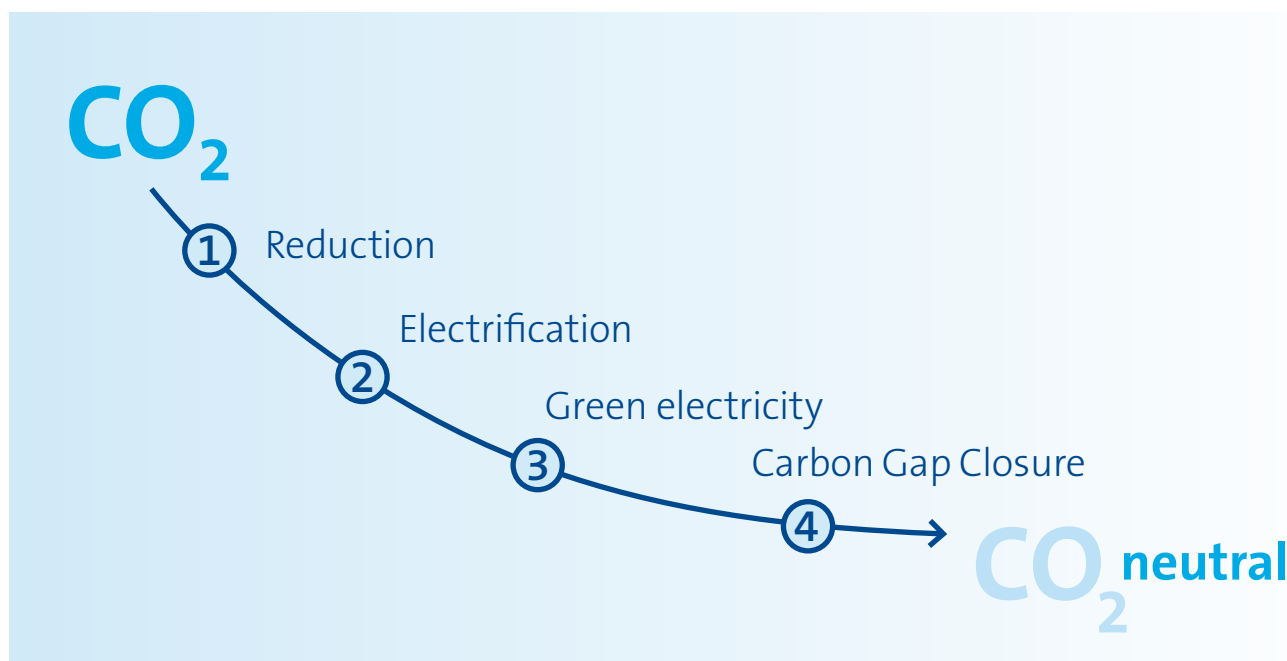 CO₂
1 Reduction
2 Electrification
3 Green electricity
4 Carbon Gap Closure
CO₂ neutral